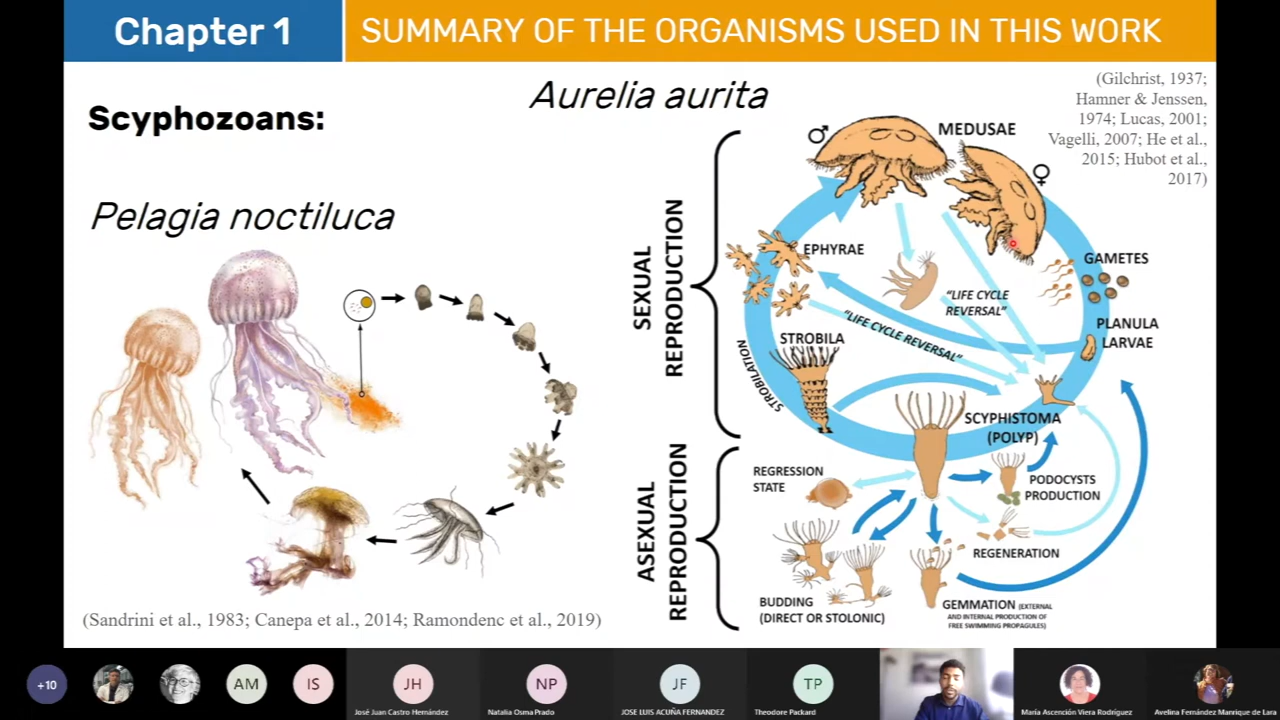 Chapter 1
SUMMARY OF THE ORGANISMS USED IN THIS WORK
Scyphozoans:
Pelagia noctiluca
(Sandrini et al., 1983; Canepa et al., 2014; Ramondenc et al., 2019)
Aurelia aurita
(Gilchrist, 1937;
Hamner & Jenssen,
1974; Lucas, 2001;
Vagelli, 2007; He et al.,
2015; Hubot et al.,
2017)
SEXUAL
REPRODUCTION
♂
MEDUSAE
♀
EPHYRAE
GAMETES
"LIFE CYCLE
REVERSAL"
"LIFE CYCLE REVERSAL"
PLANULA
LARVAE
STROBILA
STROBILATION
SCYPHISTOMA
(POLYP)
ASEXUAL
REPRODUCTION
REGRESSION
STATE
PODOCYSTS
PRODUCTION
REGENERATION
BUDDING
(DIRECT OR STOLONIC)
GEMMATION (EXTERNAL
AND INTERNAL PRODUCTION OF
FREE SWIMMING PROPAGULES)
+10
AM
IS
JH
José Juan Castro Hernández
NP
Natalia Osma Prado
JF
JOSE LUIS ACUÑA FERNANDEZ
TP
Theodore Packard
María Ascención Viera Rodríguez
Avelina Fernández Manrique de Lara